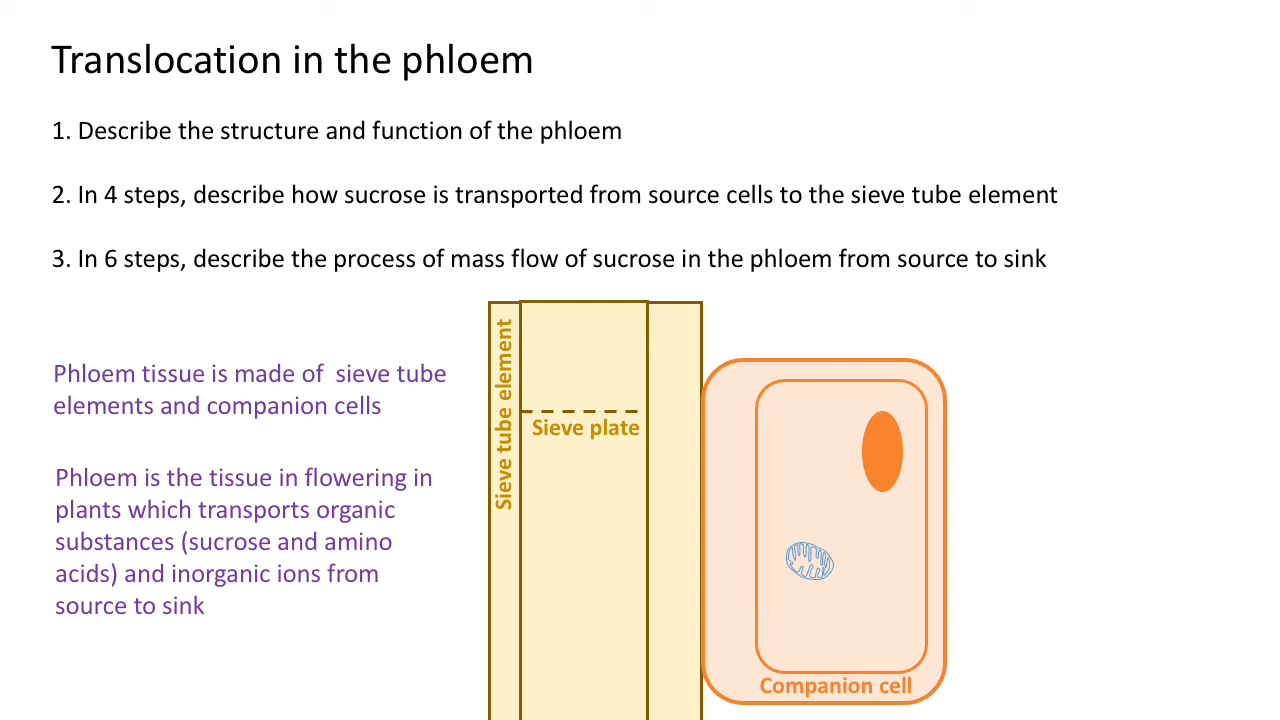 Translocation in the phloem
1. Describe the structure and function of the phloem
2. In 4 steps, describe how sucrose is transported from source cells to the sieve tube element
3. In 6 steps, describe the process of mass flow of sucrose in the phloem from source to sink
Phloem tissue is made of  sieve tube
elements and companion cells
Phloem is the tissue in flowering in
plants which transports organic
substances (sucrose and amino
acids) and inorganic ions from
source to sink
Sieve tube element
Sieve plate
Companion cell